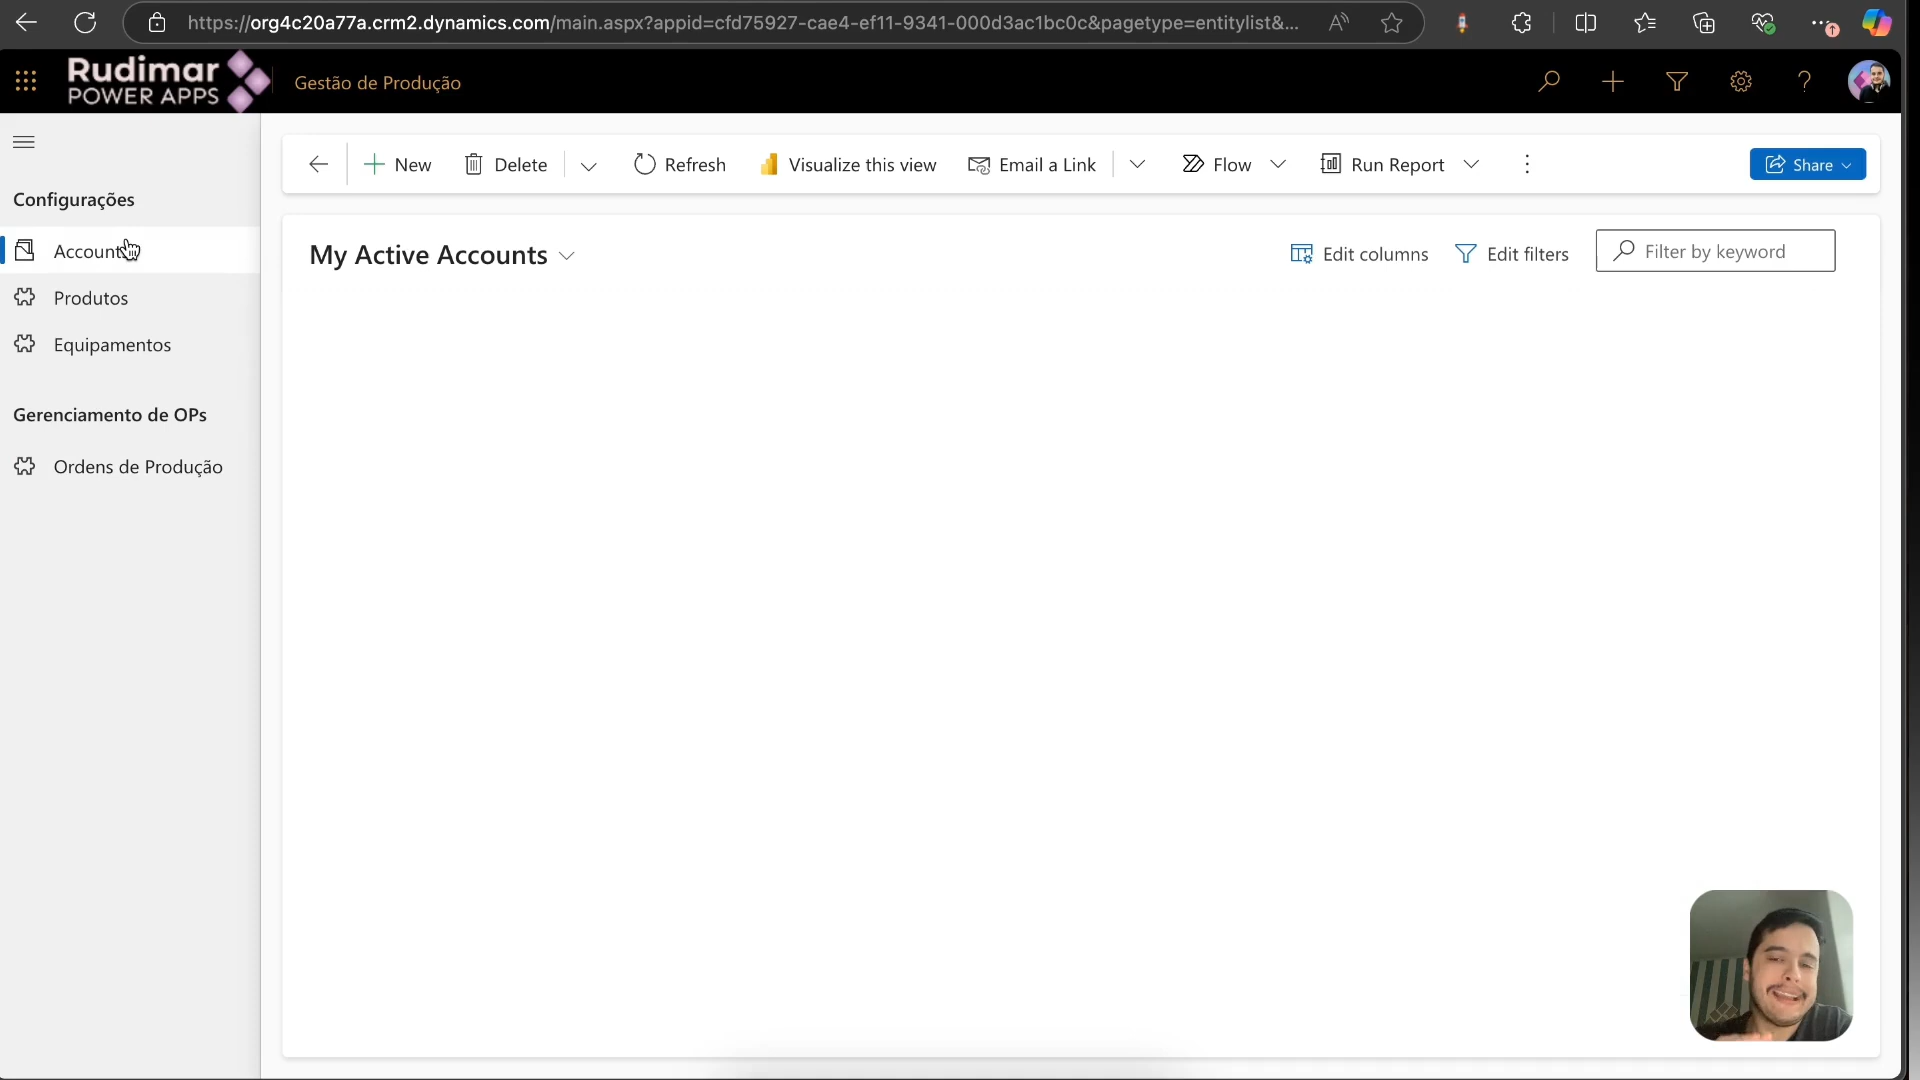 https://org4c20a77a.crm2.dynamics.com/main.aspx?appid=cfd75927-cae4-ef11-9341-000d3ac1bc0c&pagetype=entitylist&...
Rudimar
POWER APPS
Gestão de Produção
New
Delete
Refresh
Visualize this view
Email a Link
Flow
Run Report
Share
Configurações
Accounts
Produtos
Equipamentos
Gerenciamento de OPs
Ordens de Produção
My Active Accounts
Edit columns
Edit filters
Filter by keyword